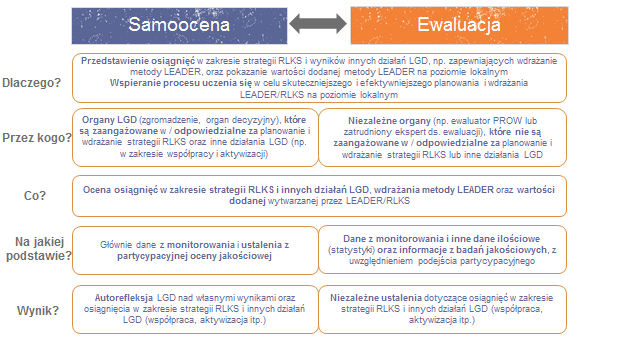 Samoocena
Ewaluacja
Dlaczego?
Przedstawienie osiągnięć w zakresie strategii RLKS i wyników innych działań LGD, np. zapewniających wdrażanie
metody LEADER, oraz pokazanie wartości dodanej metody LEADER na poziomie lokalnym
Wspieranie procesu uczenia się w celu skuteczniejszego i efektywniejszego planowania i wdrażania
LEADER/RLKS na poziomie lokalnym
Przez kogo?
Organy LGD (zgromadzenie, organ decyzyjny), które
są zaangażowane w / odpowiedzialne za planowanie i
wdrażanie strategii RLKS oraz inne działania LGD (np.
w zakresie współpracy i aktywizacji)
Niezależne organy (np. ewaluator PROW lub
zatrudniony ekspert ds. ewaluacji), które nie są
zaangażowane w / odpowiedzialne za planowanie i
wdrażanie strategii RLKS lub inne działania LGD
Co?
Ocena osiągnięć w zakresie strategii RLKS i innych działań LGD, wdrażania metody LEADER oraz wartości
dodanej wytwarzanej przez LEADER/RLKS
Na jakiej
podstawie?
Głównie dane z monitorowania i ustalenia z
partycypacyjnej oceny jakościowej
Dane z monitorowania i inne dane ilościowe
(statystyki) oraz informacje z badań jakościowych, z
uwzględnieniem podejścia partycypacyjnego
Wynik?
Autorefleksja LGD nad własnymi wynikami oraz
osiągnięcia w zakresie strategii RLKS i innych działań
LGD (współpraca, aktywizacja itp.)
Niezależne ustalenia dotyczące osiągnięć w zakresie
strategii RLKS i innych działań LGD (współpraca,
aktywizacja itp.)